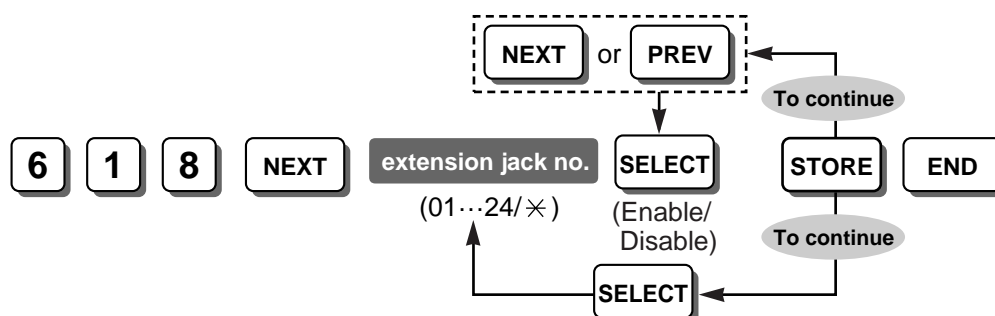 NEXT or PREV
To continue
6 1 8 NEXT extension jack no. SELECT STORE END
(01···24/✳)
(Enable/
Disable)
To continue
SELECT